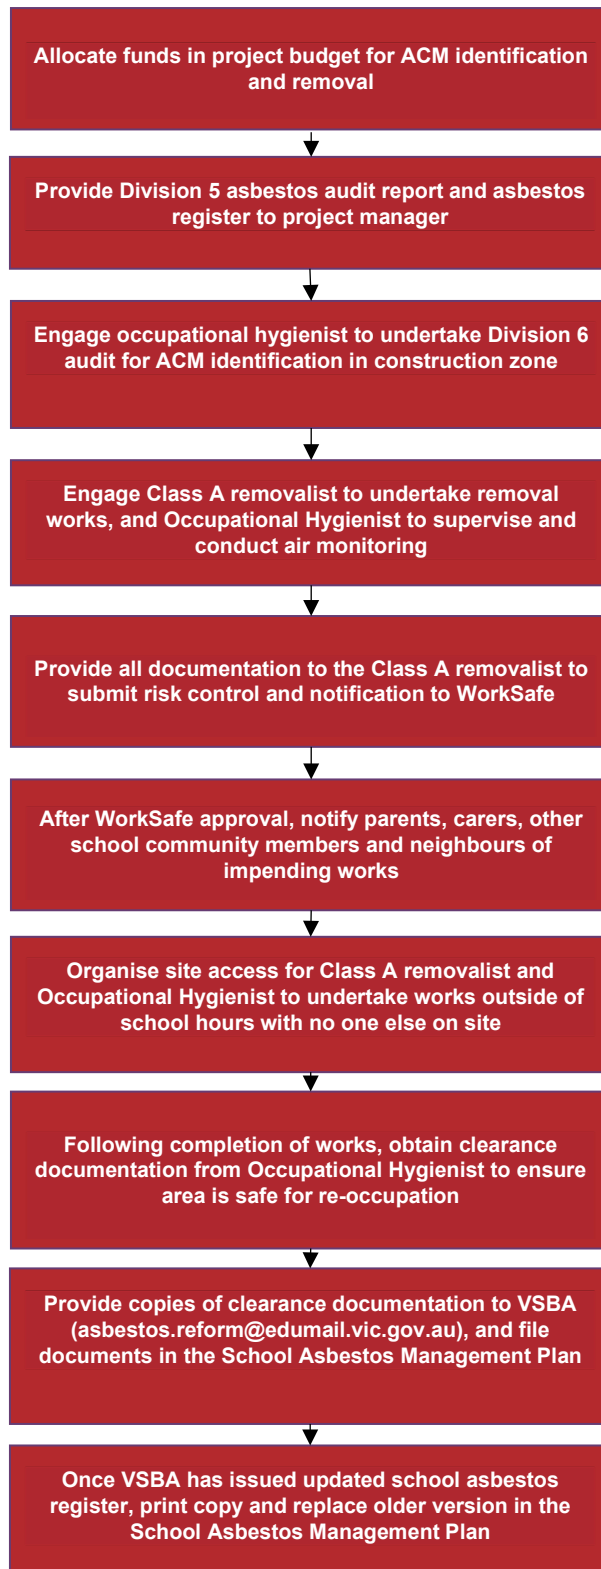 Allocate funds in project budget for ACM identification
and removal
Provide Division 5 asbestos audit report and asbestos
register to project manager
Engage occupational hygienist to undertake Division 6
audit for ACM identification in construction zone
Engage Class A removalist to undertake removal
works, and Occupational Hygienist to supervise and
conduct air monitoring
Provide all documentation to the Class A removalist to
submit risk control and notification to WorkSafe
After WorkSafe approval, notify parents, carers, other
school community members and neighbours of
impending works
Organise site access for Class A removalist and
Occupational Hygienist to undertake works outside of
school hours with no one else on site
Following completion of works, obtain clearance
documentation from Occupational Hygienist to ensure
area is safe for re-occupation
Provide copies of clearance documentation to VSBA
(asbestos.reform@edumail.vic.gov.au), and file
documents in the School Asbestos Management Plan
Once VSBA has issued updated school asbestos
register, print copy and replace older version in the
School Asbestos Management Plan